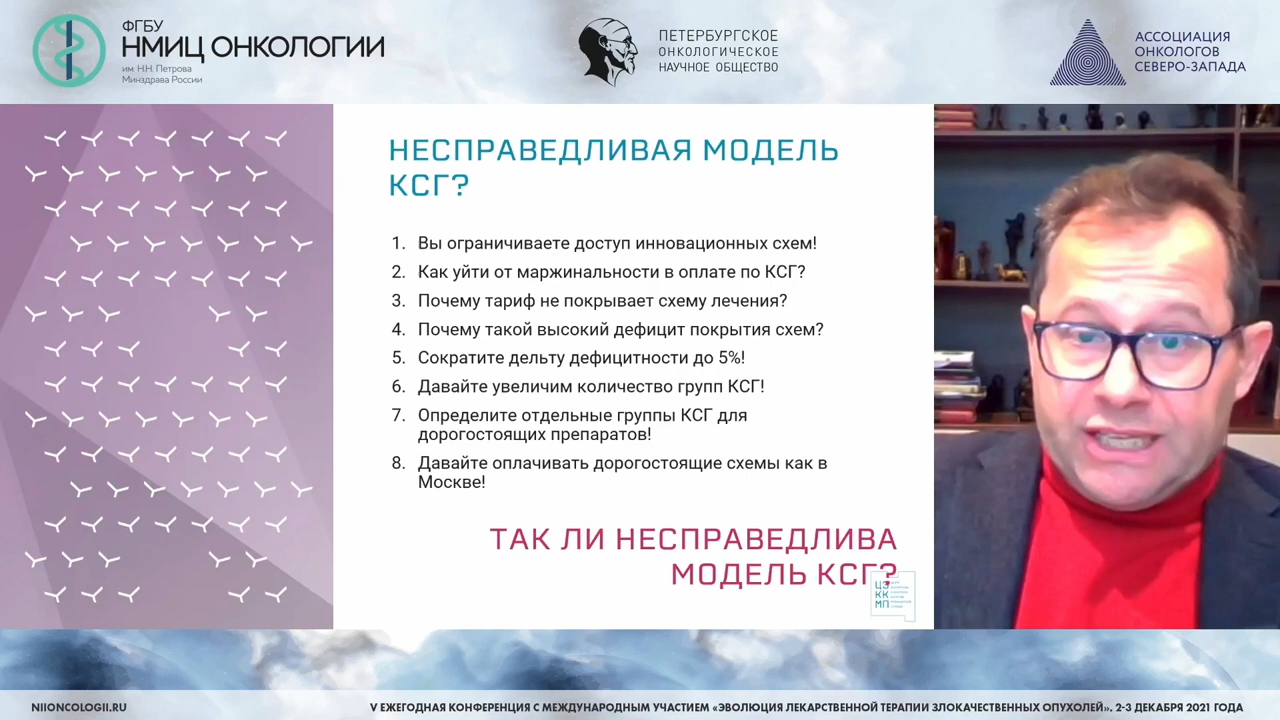 ФГБУ
НМИЦ ОНКОЛОГИИ
им. Н.Н. Петрова
Минздрава России
ПЕТЕРБУРГСКОЕ
ОНКОЛОГИЧЕСКОЕ
НАУЧНОЕ ОБЩЕСТВО
АССОЦИАЦИЯ
ОНКОЛОГОВ
СЕВЕРО-ЗАПАДА
НЕСПРАВЕДЛИВАЯ МОДЕЛЬ
КСГ?
1. Вы ограничиваете доступ инновационных схем!
2. Как уйти от маржинальности в оплате по КСГ?
3. Почему тариф не покрывает схему лечения?
4. Почему такой высокий дефицит покрытия схем?
5. Сократите дельту дефицитности до 5%!
6. Давайте увеличим количество групп КСГ!
7. Определите отдельные группы КСГ для
дорогостоящих препаратов!
8. Давайте оплачивать дорогостоящие схемы как в
Москве!
ТАК ЛИ НЕСПРАВЕДЛИВА
МОДЕЛЬ КСГ?
ЦЭ
КК
МП
NIIONCOLOGII.RU
V ЕЖЕГОДНАЯ КОНФЕРЕНЦИЯ С МЕЖДУНАРОДНЫМ УЧАСТИЕМ «ЭВОЛЮЦИЯ ЛЕКАРСТВЕННОЙ ТЕРАПИИ ЗЛОКАЧЕСТВЕННЫХ ОПУХОЛЕЙ». 2-3 ДЕКАБРЯ 2021 ГОДА